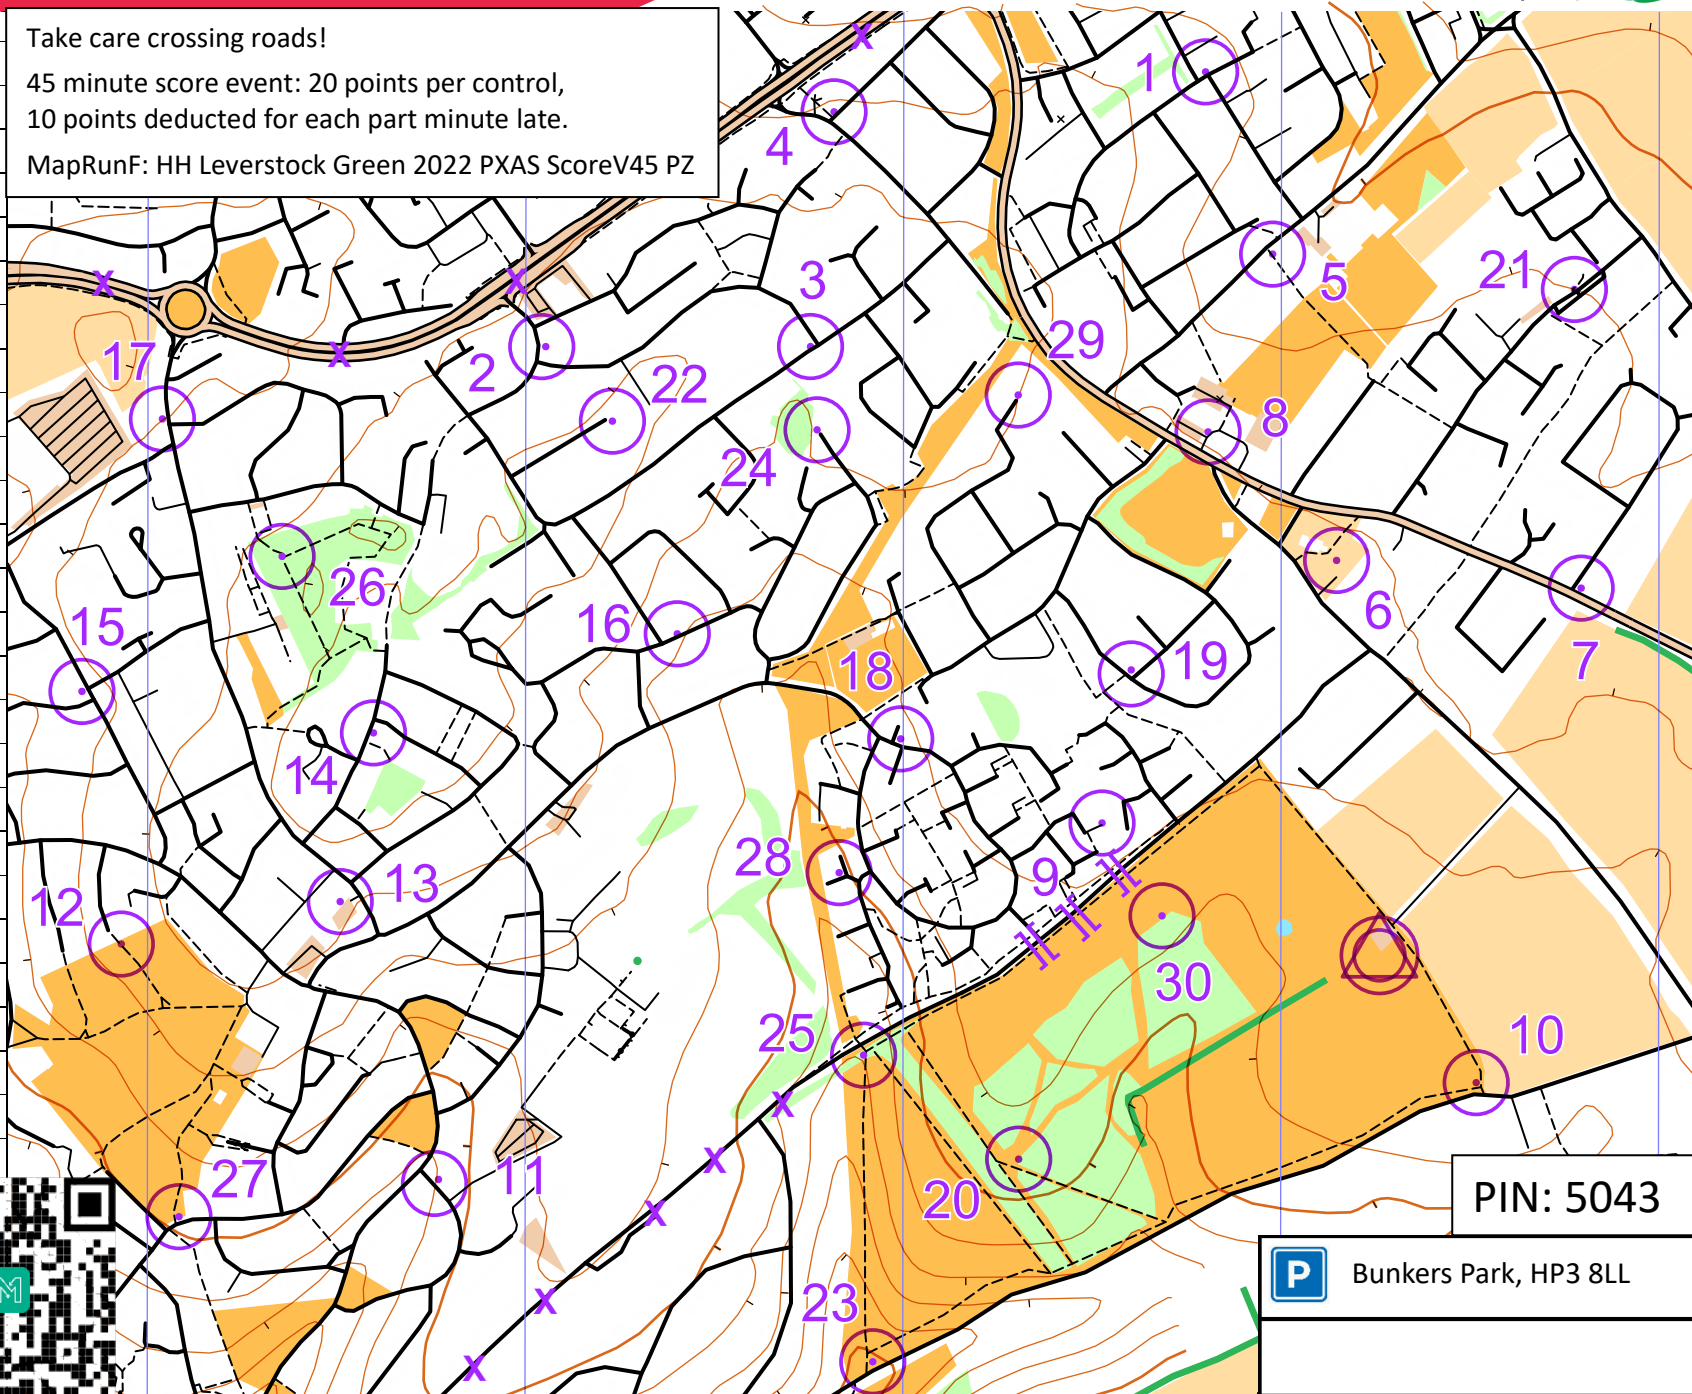 Take care crossing roads!
45 minute score event: 20 points per control,
10 points deducted for each part minute late.
MapRunF: HH Leverstock Green 2022 PXAS ScoreV45 PZ
1
4
3
5
21
17
2
22
29
8
24
26
16
15
18
19
6
7
14
28
9
13
12
30
25
10
27
11
20
23
PIN: 5043
P Bunkers Park, HP3 8LL
M
X
X
X
X
X
X
X
X
X